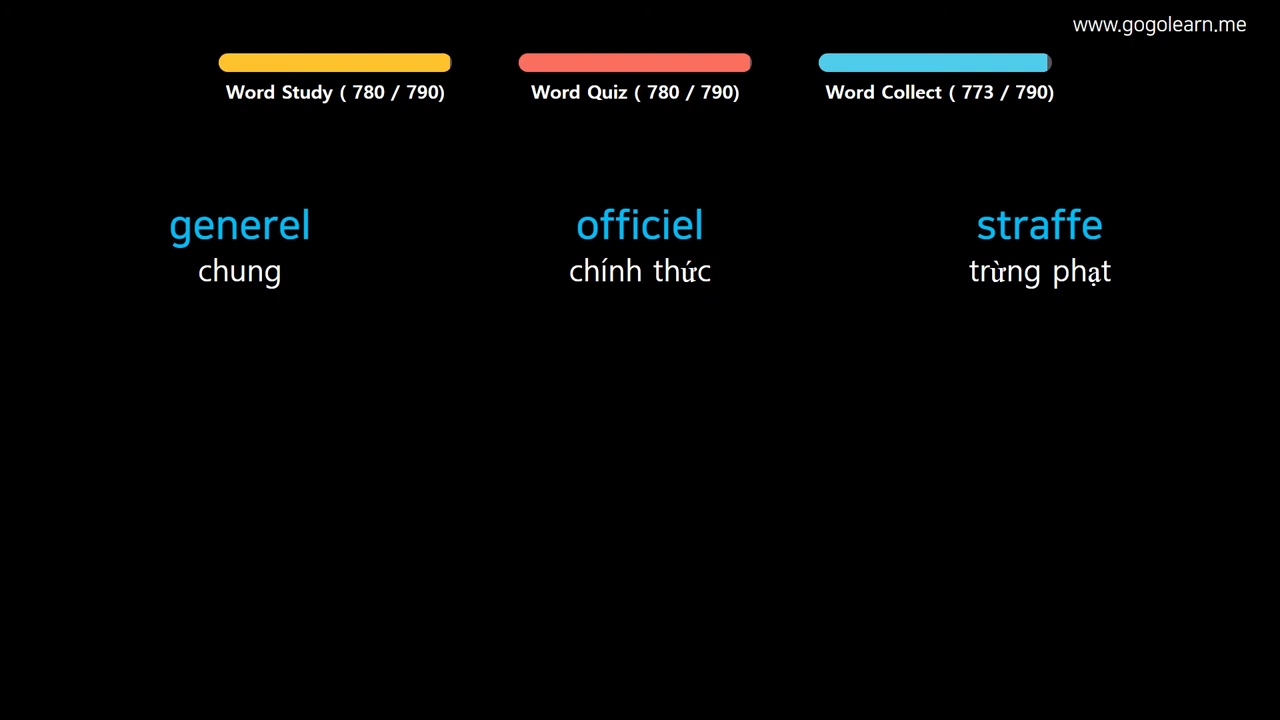 www.gogolearn.me
Word Study ( 780 / 790)
Word Quiz ( 780 / 790)
Word Collect ( 773 / 790)
generel
chung
officiel
chính thức
straffe
trừng phạt